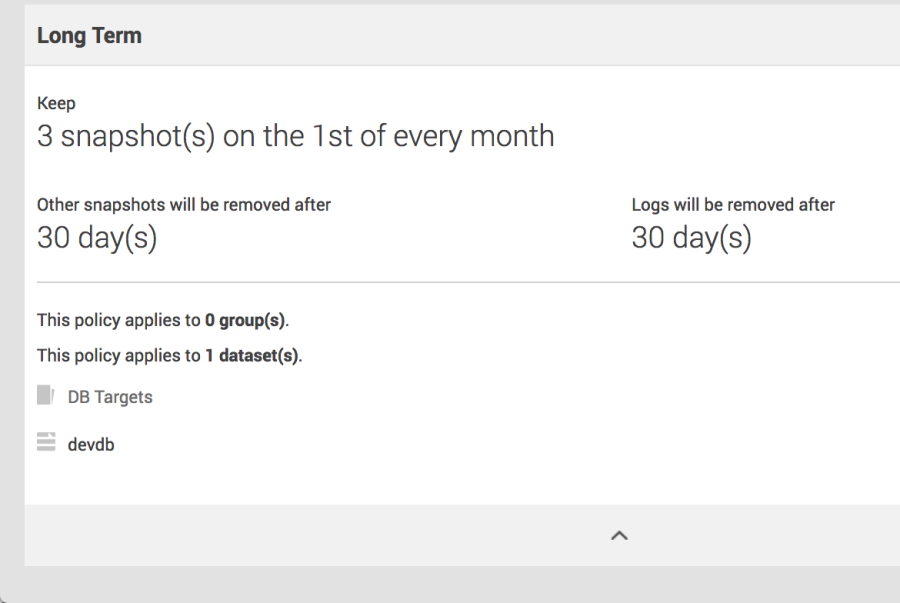 Long Term
Keep
3 snapshot(s) on the 1st of every month
Other snapshots will be removed after
30 day(s)
Logs will be removed after
30 day(s)
This policy applies to 0 group(s).
This policy applies to 1 dataset(s).
DB Targets
devdb